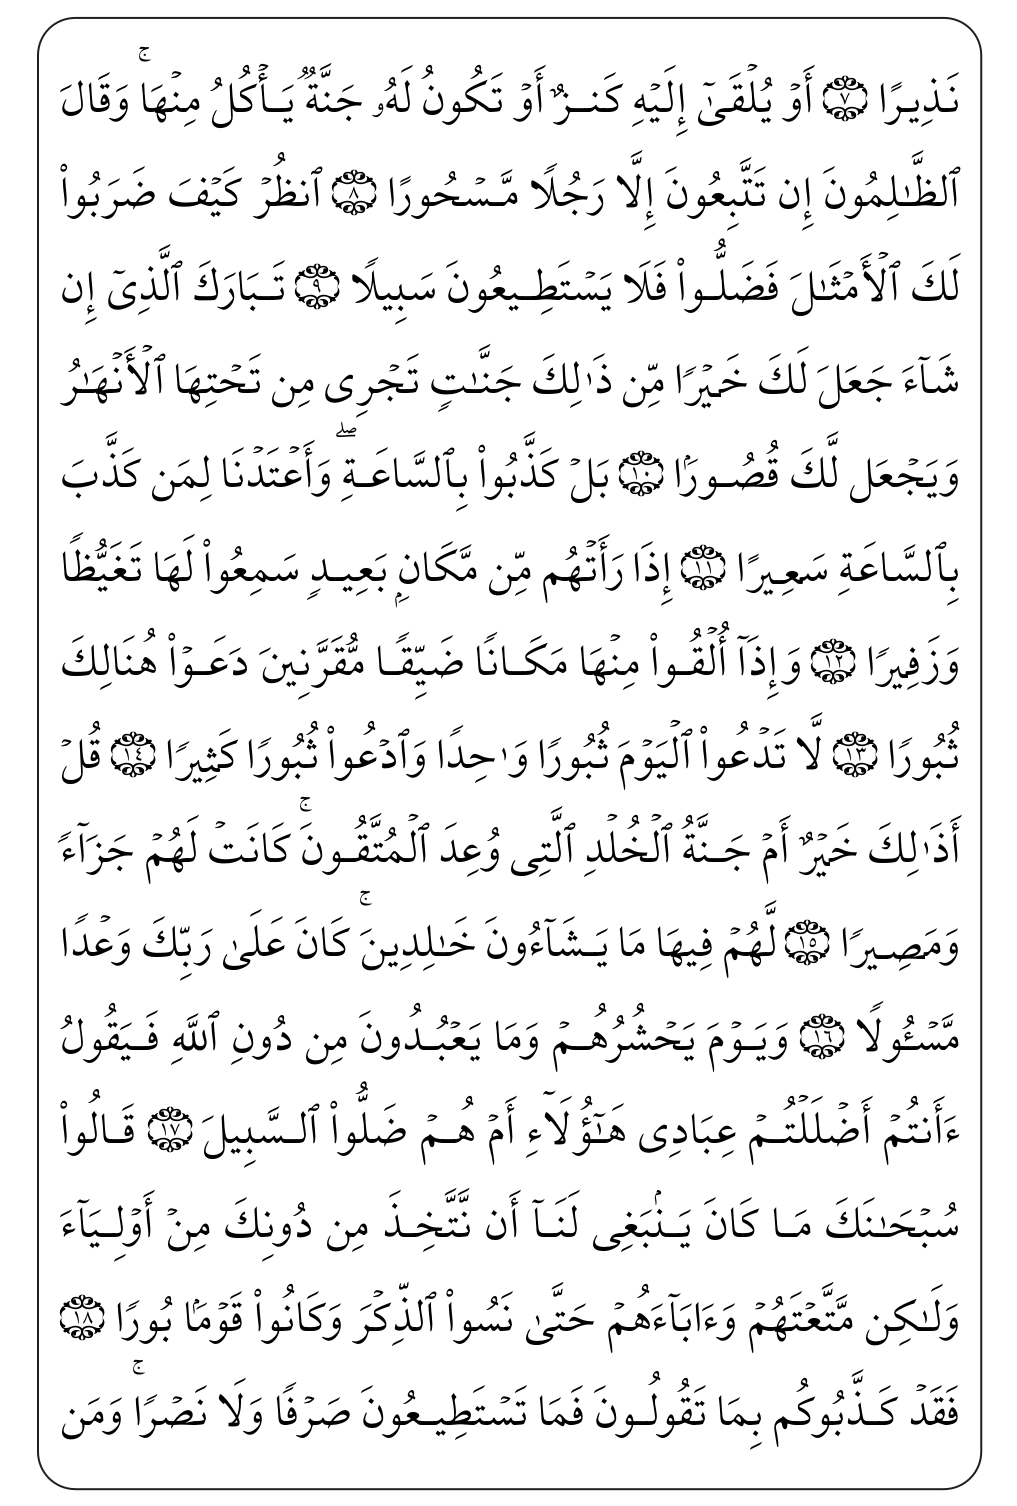 نَذِيرًا ٧ أَوْ يُلْقَىٰٓ إِلَيْهِ كَنزٌ أَوْ تَكُونُ لَهُۥ جَنَّةٌ يَأْكُلُ مِنْهَا ۚ وَقَالَ
ٱلظَّـٰلِمُونَ إِن تَتَّبِعُونَ إِلَّا رَجُلًا مَّسْحُورًا ٨ ٱنظُرْ كَيْفَ ضَرَبُوا۟
لَكَ ٱلْأَمْثَـٰلَ فَضَلُّوا۟ فَلَا يَسْتَطِيعُونَ سَبِيلًا ٩ تَبَارَكَ ٱلَّذِىٓ إِن
شَآءَ جَعَلَ لَكَ خَيْرًا مِّن ذَٰلِكَ جَنَّـٰتٍ تَجْرِى مِن تَحْتِهَا ٱلْأَنْهَـٰرُ
وَيَجْعَل لَّكَ قُصُورًۢا ١٠ بَلْ كَذَّبُوا۟ بِٱلسَّاعَةِ ۖ وَأَعْتَدْنَا لِمَن كَذَّبَ
بِٱلسَّاعَةِ سَعِيرًا ١١ إِذَا رَأَتْهُم مِّن مَّكَانٍۭ بَعِيدٍ سَمِعُوا۟ لَهَا تَغَيُّظًا
وَزَفِيرًا ١٢ وَإِذَآ أُلْقُوا۟ مِنْهَا مَكَانًا ضَيِّقًا مُّقَرَّنِينَ دَعَوْا۟ هُنَالِكَ
ثُبُورًا ١٣ لَّا تَدْعُوا۟ ٱلْيَوْمَ ثُبُورًا وَٰحِدًا وَٱدْعُوا۟ ثُبُورًا كَثِيرًا ١٤ قُلْ
أَذَٰلِكَ خَيْرٌ أَمْ جَنَّةُ ٱلْخُلْدِ ٱلَّتِى وُعِدَ ٱلْمُتَّقُونَ ۚ كَانَتْ لَهُمْ جَزَآءً
وَمَصِيرًا ١٥ لَّهُمْ فِيهَا مَا يَشَآءُونَ خَـٰلِدِينَ ۚ كَانَ عَلَىٰ رَبِّكَ وَعْدًا
مَّسْـُٔولًا ١٦ وَيَوْمَ يَحْشُرُهُمْ وَمَا يَعْبُدُونَ مِن دُونِ ٱللَّهِ فَيَقُولُ
ءَأَنتُمْ أَضْلَلْتُمْ عِبَادِى هَـٰٓؤُلَآءِ أَمْ هُمْ ضَلُّوا۟ ٱلسَّبِيلَ ١٧ قَالُوا۟
سُبْحَـٰنَكَ مَا كَانَ يَنۢبَغِى لَنَآ أَن نَّتَّخِذَ مِن دُونِكَ مِنْ أَوْلِيَآءَ
وَلَـٰكِن مَّتَّعْتَهُمْ وَءَابَآءَهُمْ حَتَّىٰ نَسُوا۟ ٱلذِّكْرَ وَكَانُوا۟ قَوْمًۢا بُورًا ١٨
فَقَدْ كَذَّبُوكُم بِمَا تَقُولُونَ فَمَا تَسْتَطِيعُونَ صَرْفًا وَلَا نَصْرًا ۚ وَمَن